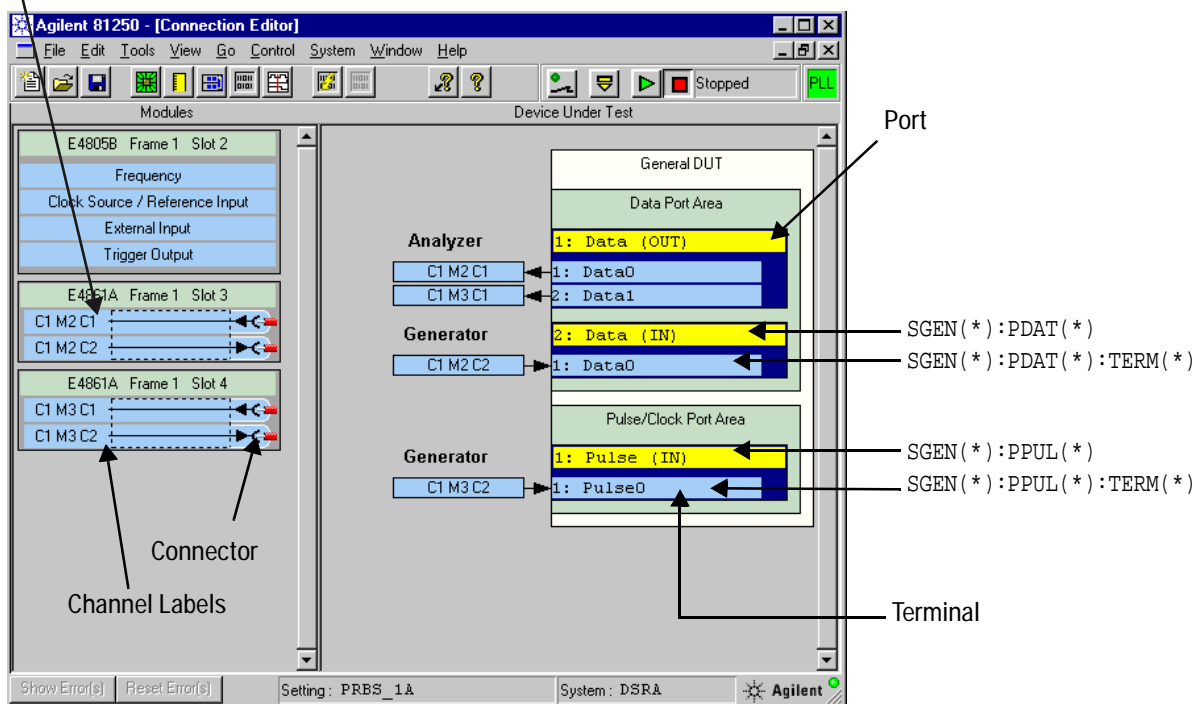 Agilent 81250 - [Connection Editor]
File Edit Tools View Go Control System Window Help
Stopped
PLL
Modules
Device Under Test
E4805B Frame 1 Slot 2
Frequency
Clock Source / Reference Input
External Input
Trigger Output
E4861A Frame 1 Slot 3
C1 M2 C1
C1 M2 C2
E4861A Frame 1 Slot 4
C1 M3 C1
C1 M3 C2
Connector
Channel Labels
General DUT
Data Port Area
Port
Analyzer
1: Data (OUT)
C1 M2 C1
1: Data0
C1 M3 C1
2: Data1
Generator
2: Data (IN)
SGEN(*):PDAT(*)
C1 M2 C2
1: Data0
SGEN(*):PDAT(*):TERM(*)
Pulse/Clock Port Area
Generator
1: Pulse (IN)
SGEN(*):PPUL(*)
C1 M3 C2
1: Pulse0
SGEN(*):PPUL(*):TERM(*)
Terminal
Show Error(s)
Reset Error(s)
Setting: PRBS_1A
System: DSRA
Agilent